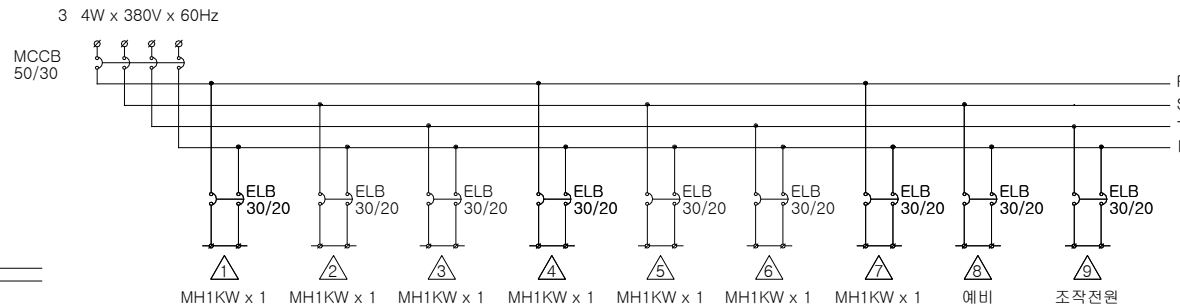 3 4W x 380V x 60Hz
MCCB
50/30
ELB
30/20
ELB
30/20
ELB
30/20
ELB
30/20
ELB
30/20
ELB
30/20
ELB
30/20
ELB
30/20
ELB
30/20
1 2 3 4 5 6 7 8 9
MH1KW x 1 MH1KW x 1 MH1KW x 1 MH1KW x 1 MH1KW x 1 MH1KW x 1 MH1KW x 1 예비 조작전원